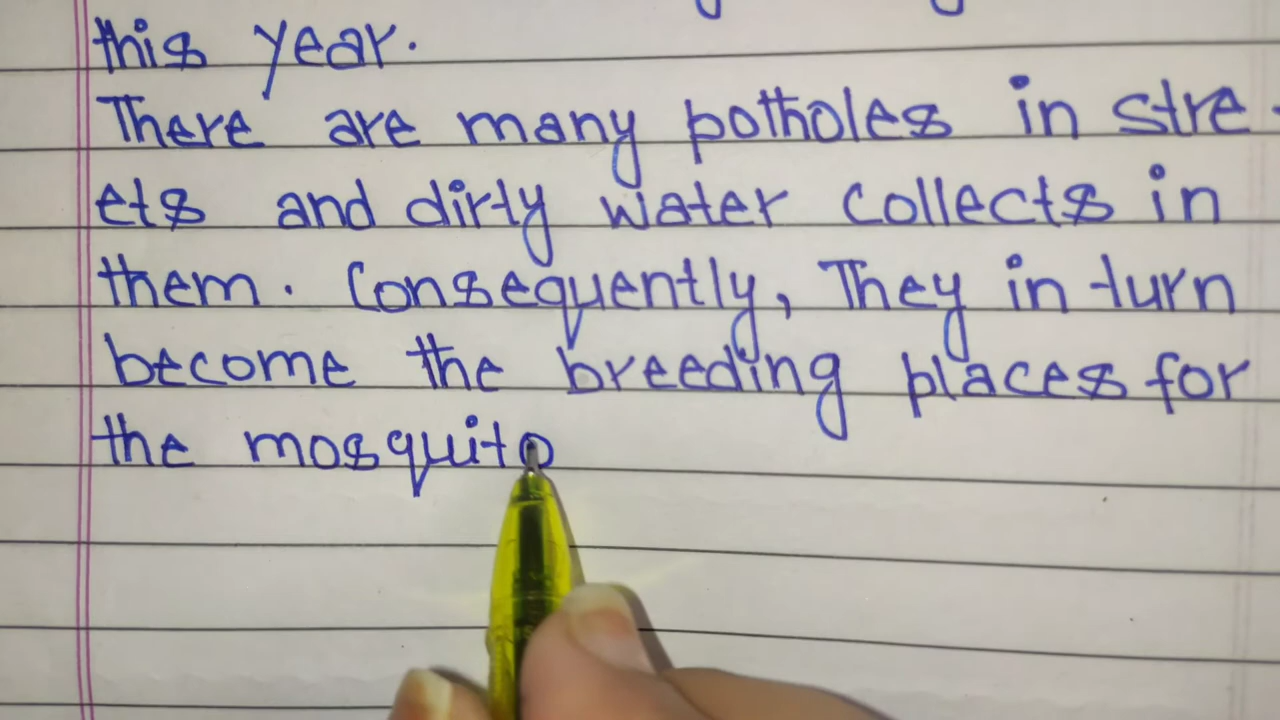 this year.
There are many potholes in stre-
ets and dirty water collects in
them. Consequently, They in turn
become the breeding places for
the mosquito